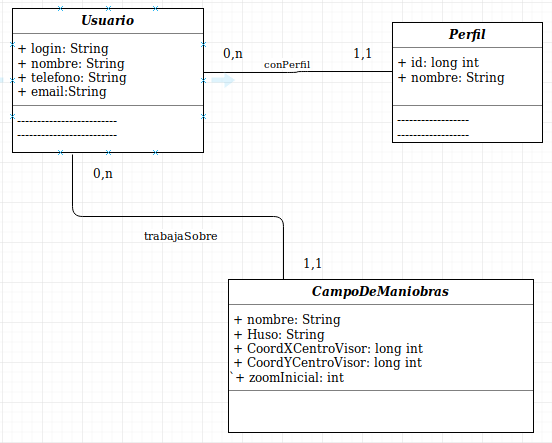 Usuario
+ login: String
+ nombre: String
+ telefono: String
+ email:String
-------------------------
-------------------------
0,n
conPerfil
1,1
Perfil
+ id: long int
+ nombre: String
------------------
------------------
0,n
trabajaSobre
1,1
CampoDeManiobras
+ nombre: String
+ Huso: String
+ CoordXCentroVisor: long int
+ CoordYCentroVisor: long int
`+ zoomInicial: int